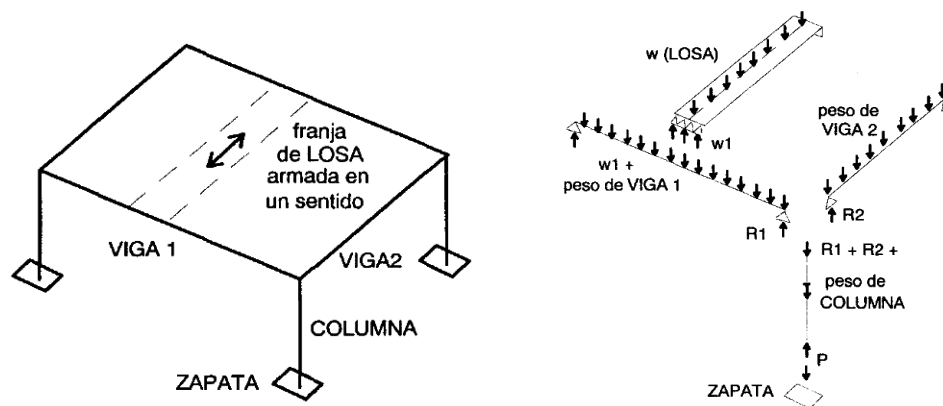 franja
de LOSA
armada en
un sentido
VIGA 1
VIGA2
COLUMNA
ZAPATA
w (LOSA)
w1
w1 +
peso de VIGA 1
peso de
VIGA 2
R1
R2
R1 + R2 +
peso de
COLUMNA
P
ZAPATA